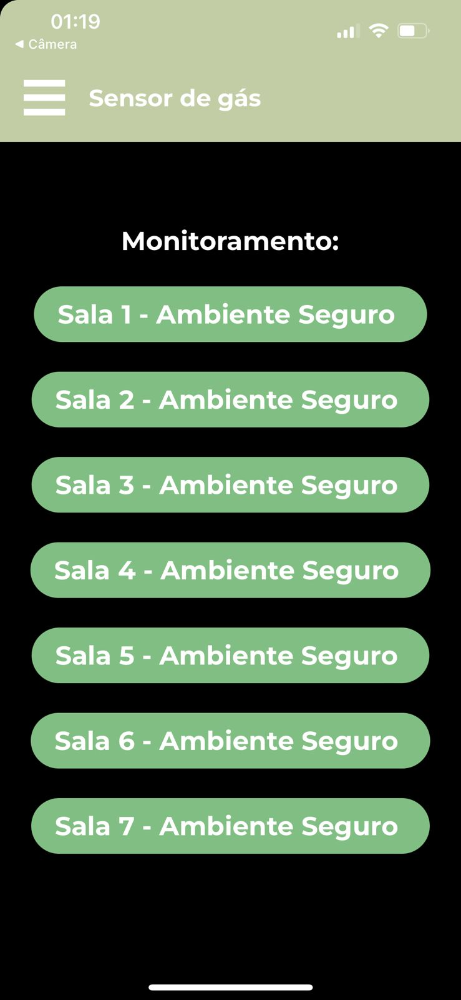 01:19
◀ Câmera
Sensor de gás
Monitoramento:
Sala 1 - Ambiente Seguro
Sala 2 - Ambiente Seguro
Sala 3 - Ambiente Seguro
Sala 4 - Ambiente Seguro
Sala 5 - Ambiente Seguro
Sala 6 - Ambiente Seguro
Sala 7 - Ambiente Seguro